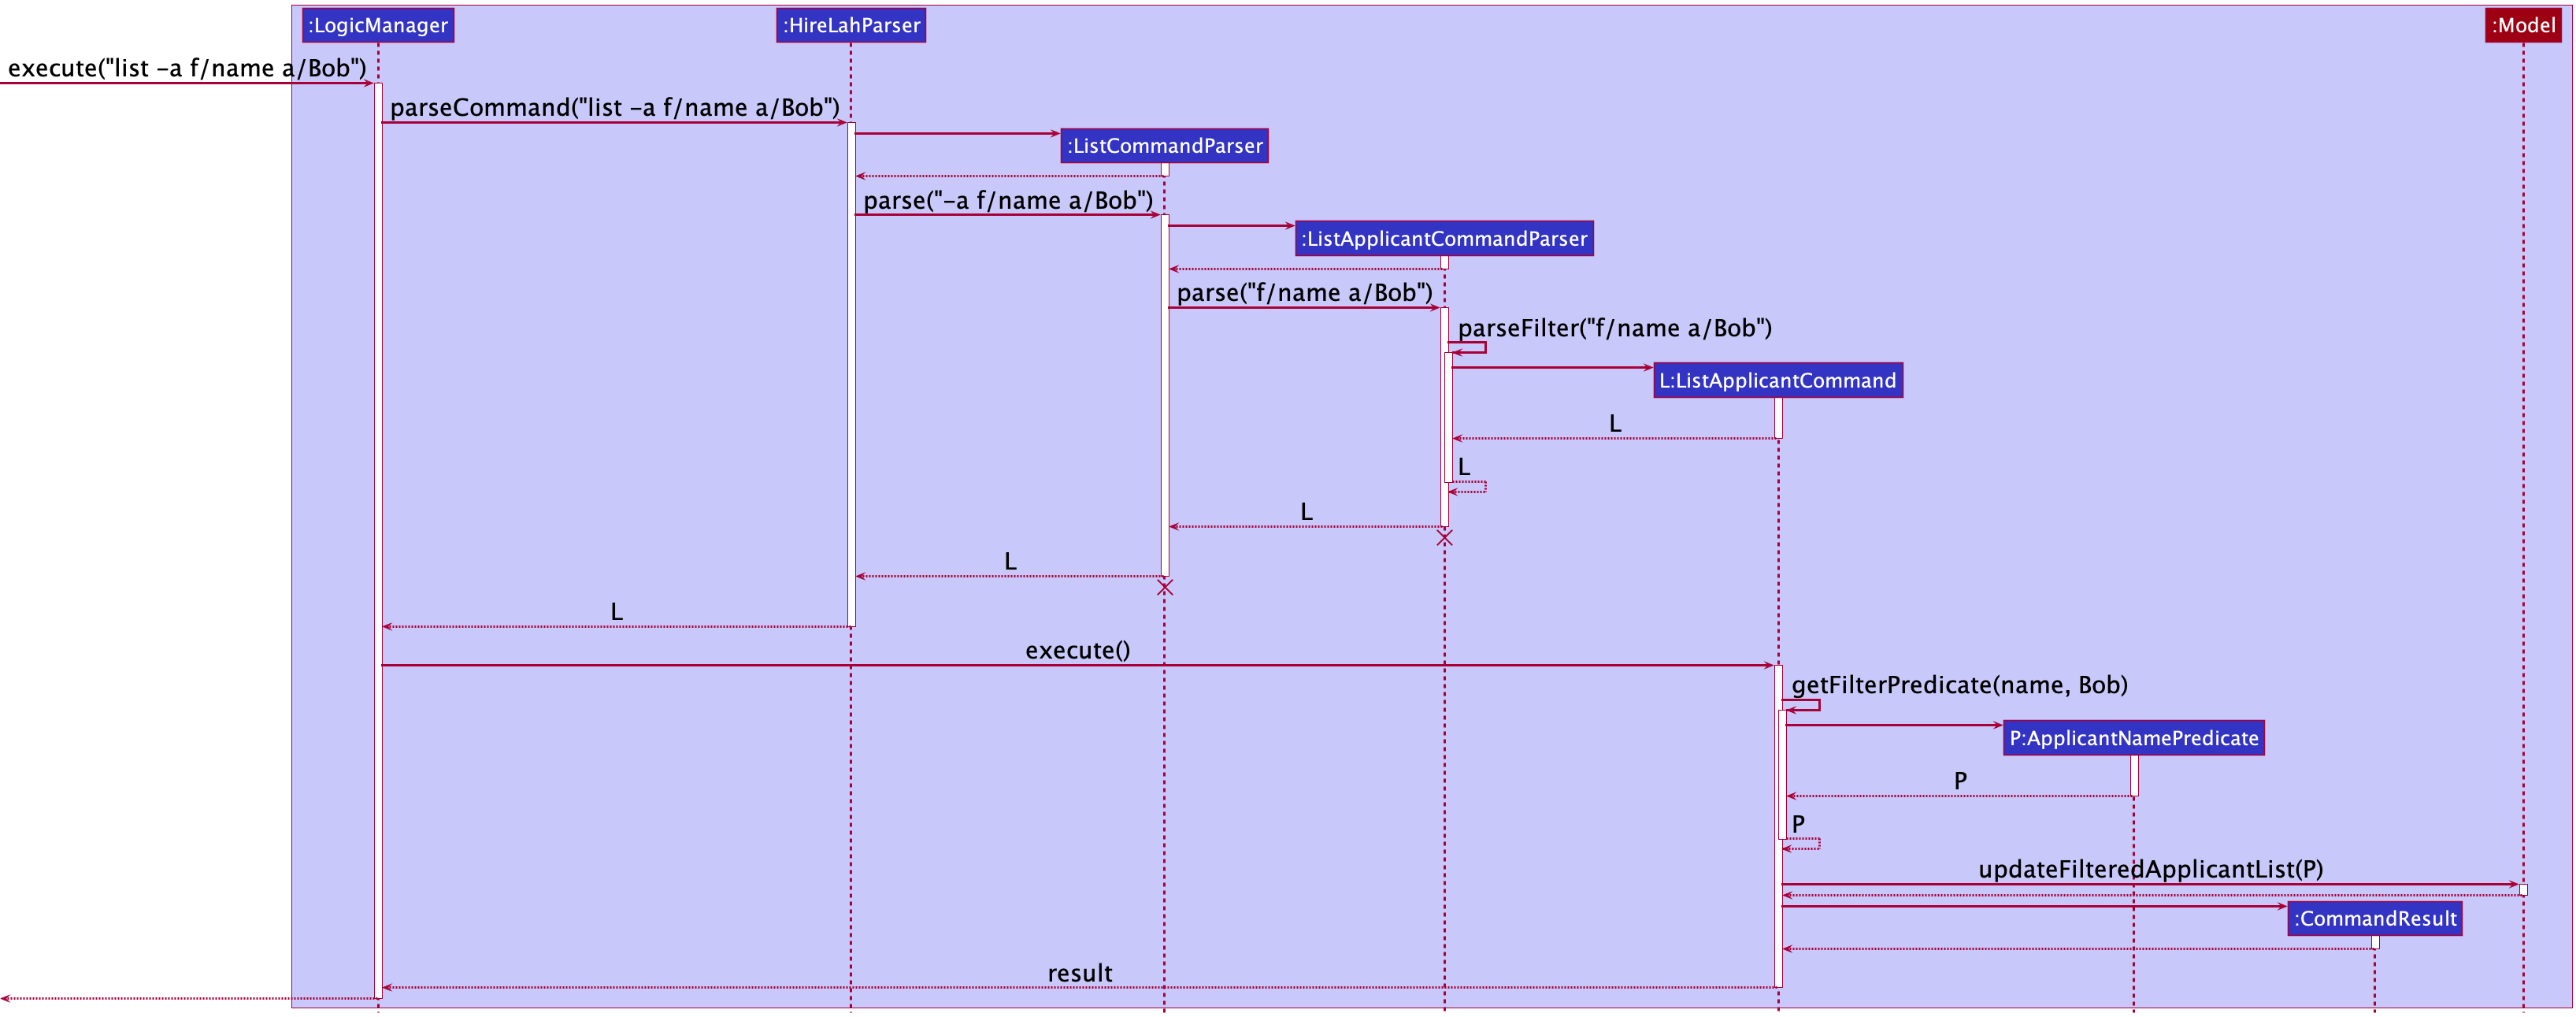 :LogicManager
:HireLahParser
:Model
execute("list -a f/name a/Bob")
parseCommand("list -a f/name a/Bob")
:ListCommandParser
parse("-a f/name a/Bob")
:ListApplicantCommandParser
parse("f/name a/Bob")
parseFilter("f/name a/Bob")
L:ListApplicantCommand
L
L
L
L
L
execute()
getFilterPredicate(name, Bob)
P:ApplicantNamePredicate
P
P
updateFilteredApplicantList(P)
:CommandResult
result